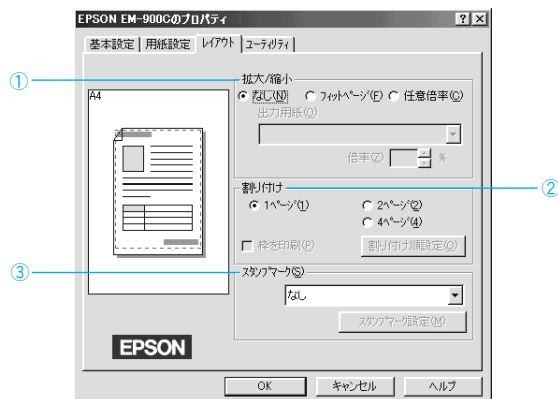 EPSON EM-900Cのプロパティ
基本設定 用紙設定 レイアウト ユーティリティ
①
拡大/縮小
A4
なし(N) フィットページ(F) 任意倍率(C)
出力用紙(O)
倍率(Z) %
割り付け
②
1ページ(1) 2ページ(2)
4ページ(4)
枠を印刷(P) 割り付け順設定(O)
③
スタンプマーク(S)
なし
スタンプマーク設定(M)
EPSON
OK キャンセル ヘルプ